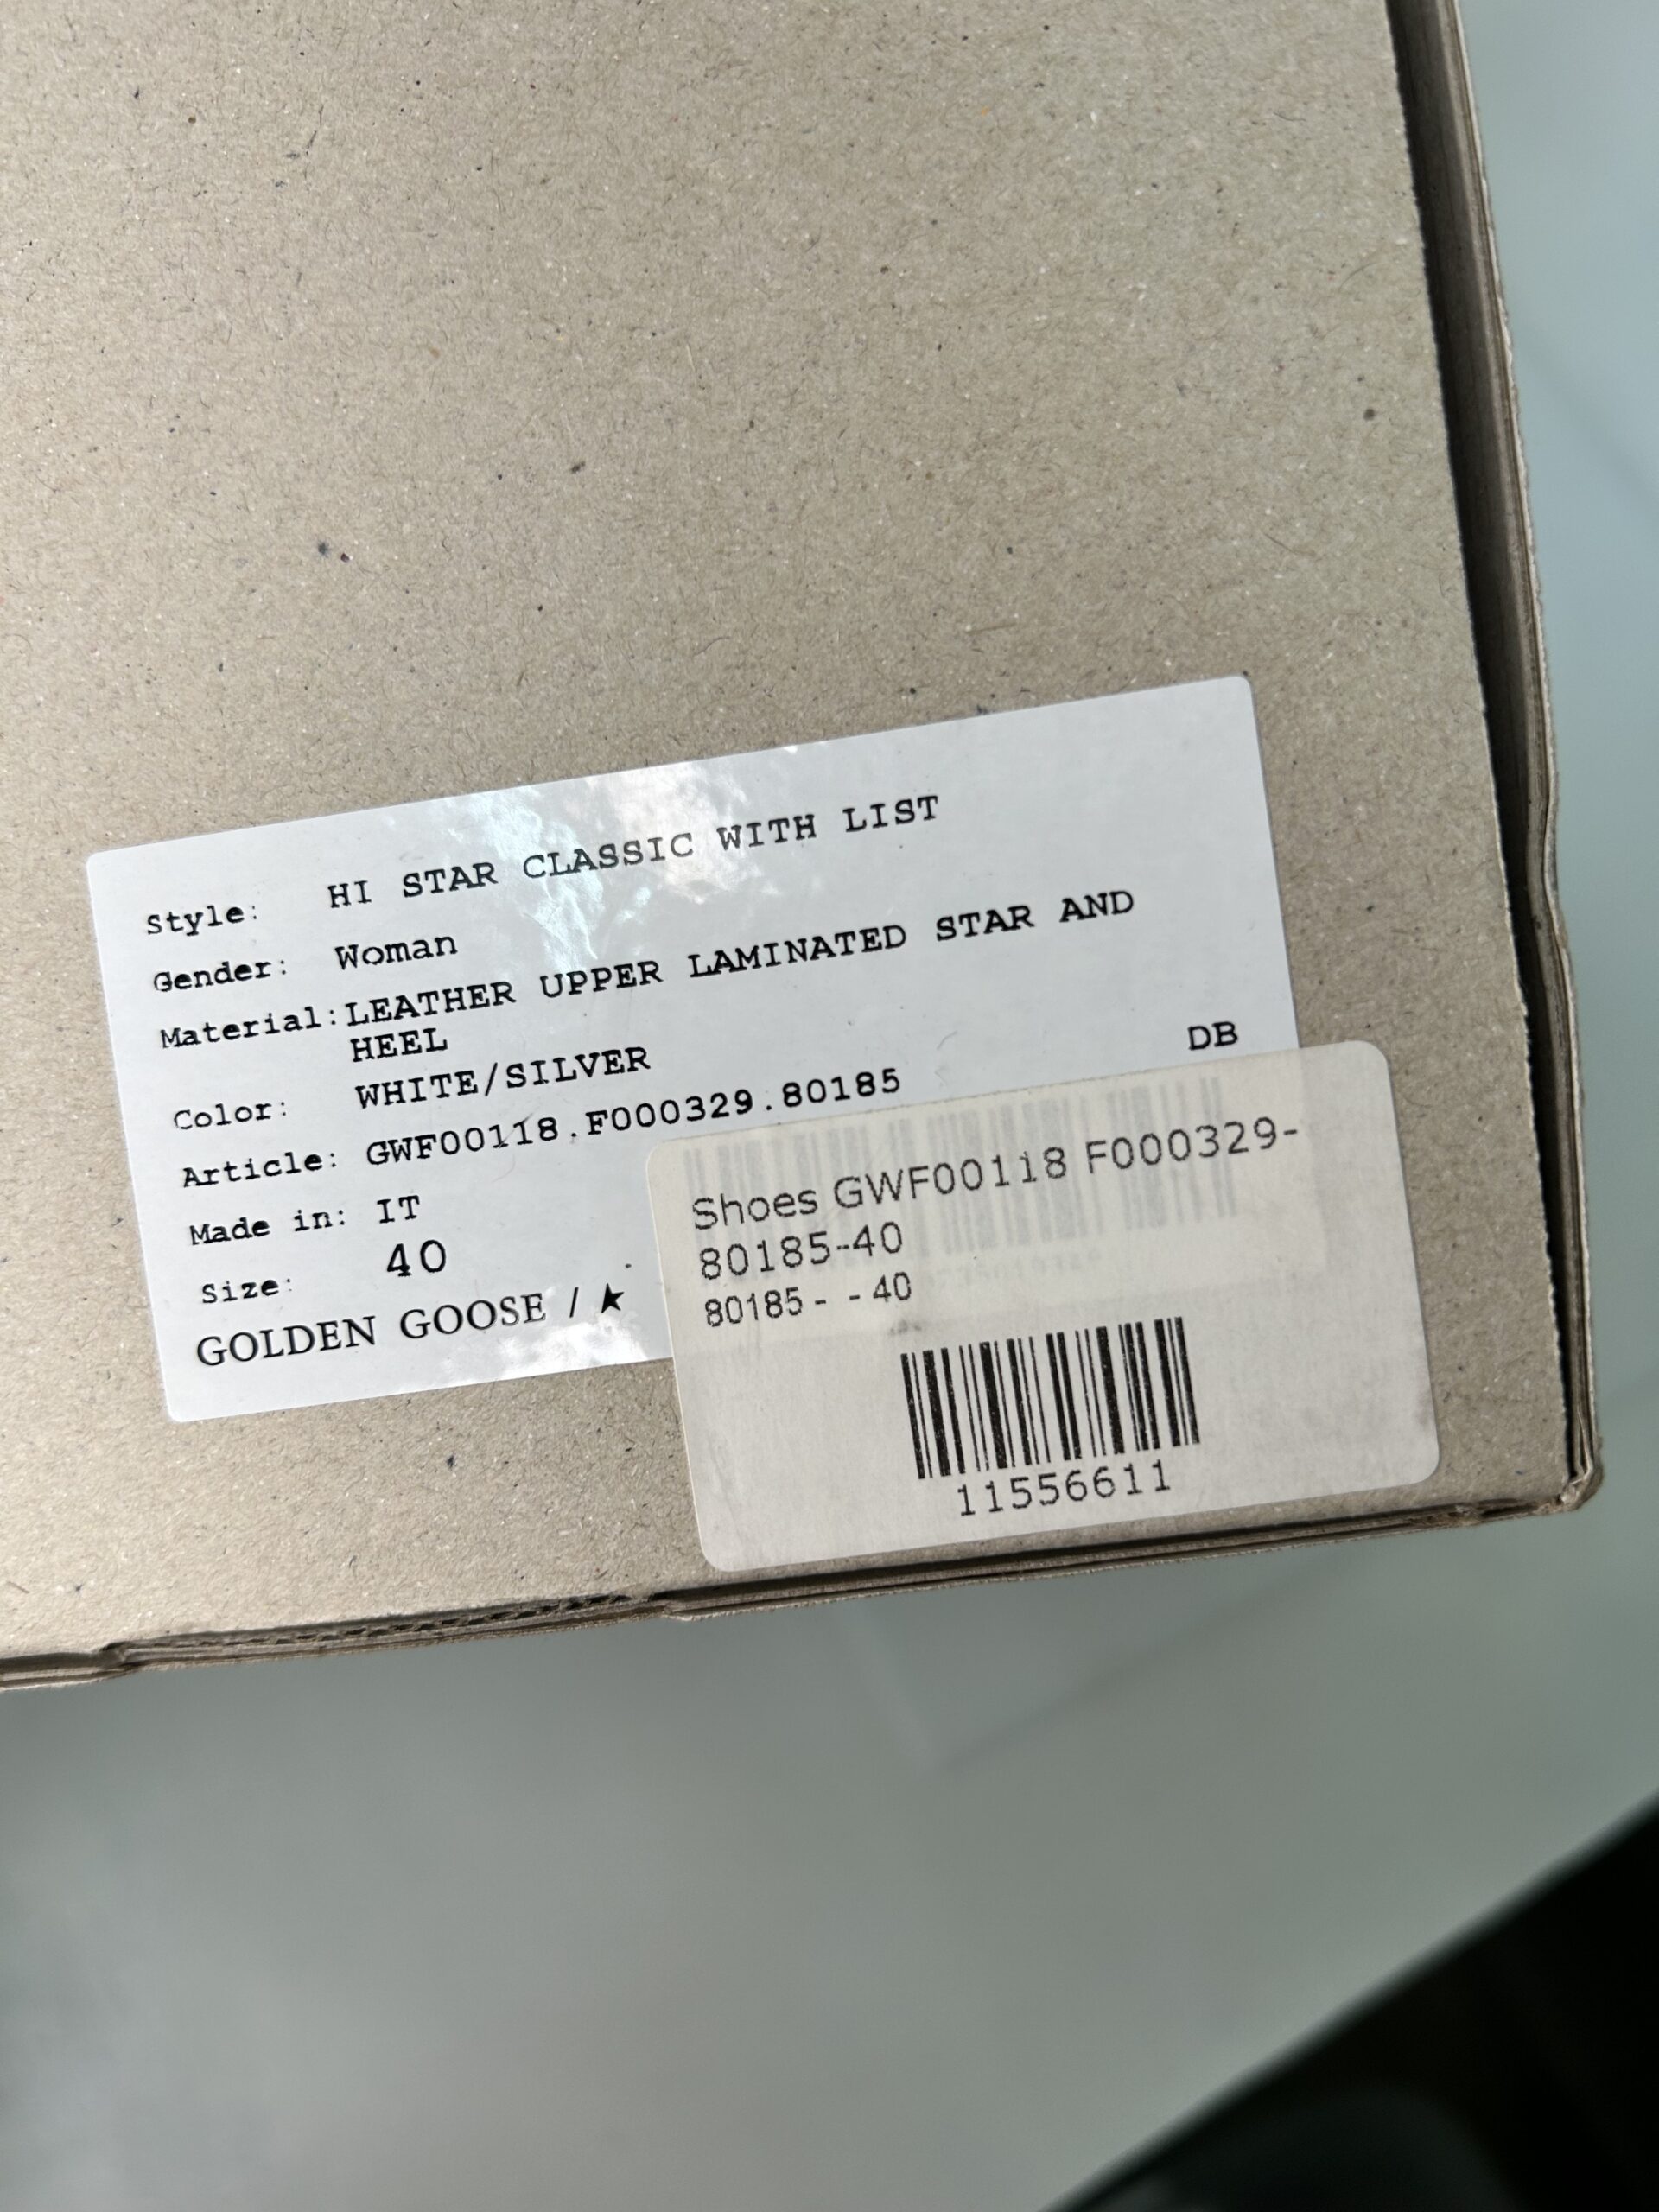 Style: HI STAR CLASSIC WITH LIST
Gender: Woman
Material: LEATHER UPPER LAMINATED STAR AND
HEEL
Color: WHITE/SILVER
DB
Article: GWF00118.F000329.80185
Made in: IT
Size: 40
GOLDEN GOOSE / ★
Shoes GWF00118 F000329-
80185-40
80185 - - 40
11556611